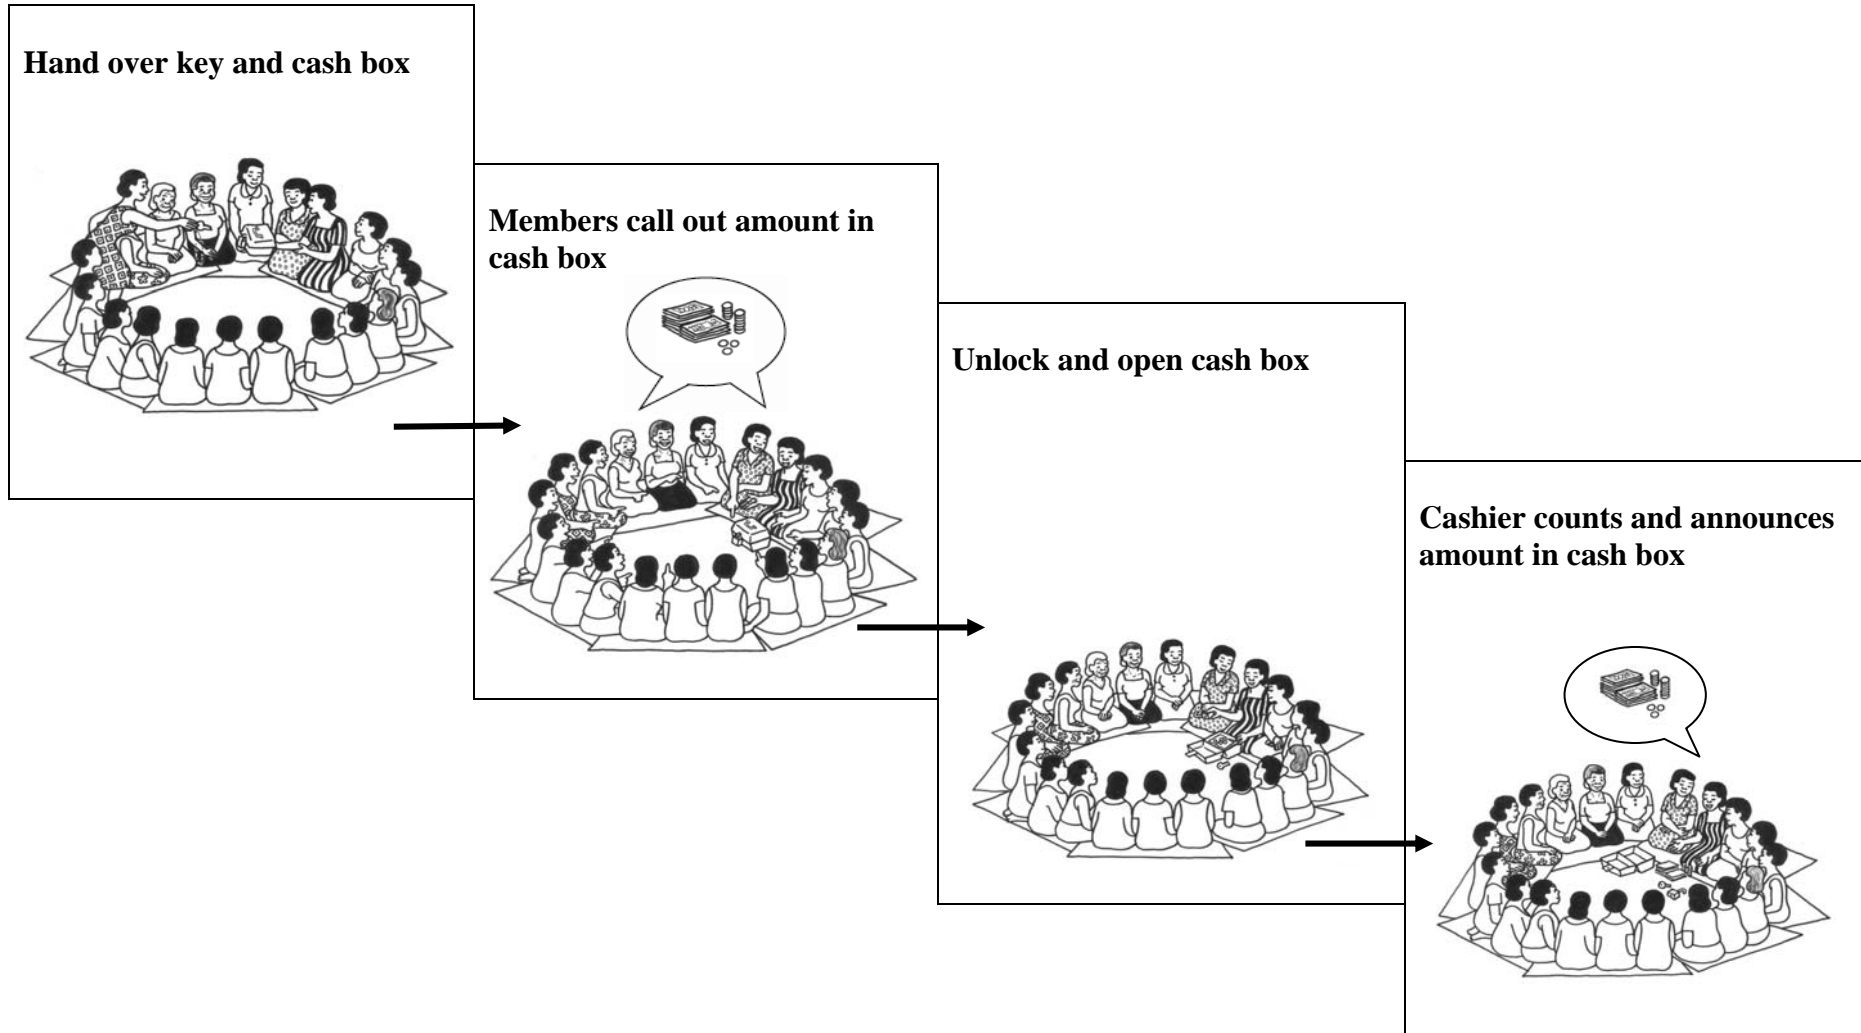 Hand over key and cash box
Members call out amount in
cash box
Unlock and open cash box
Cashier counts and announces
amount in cash box